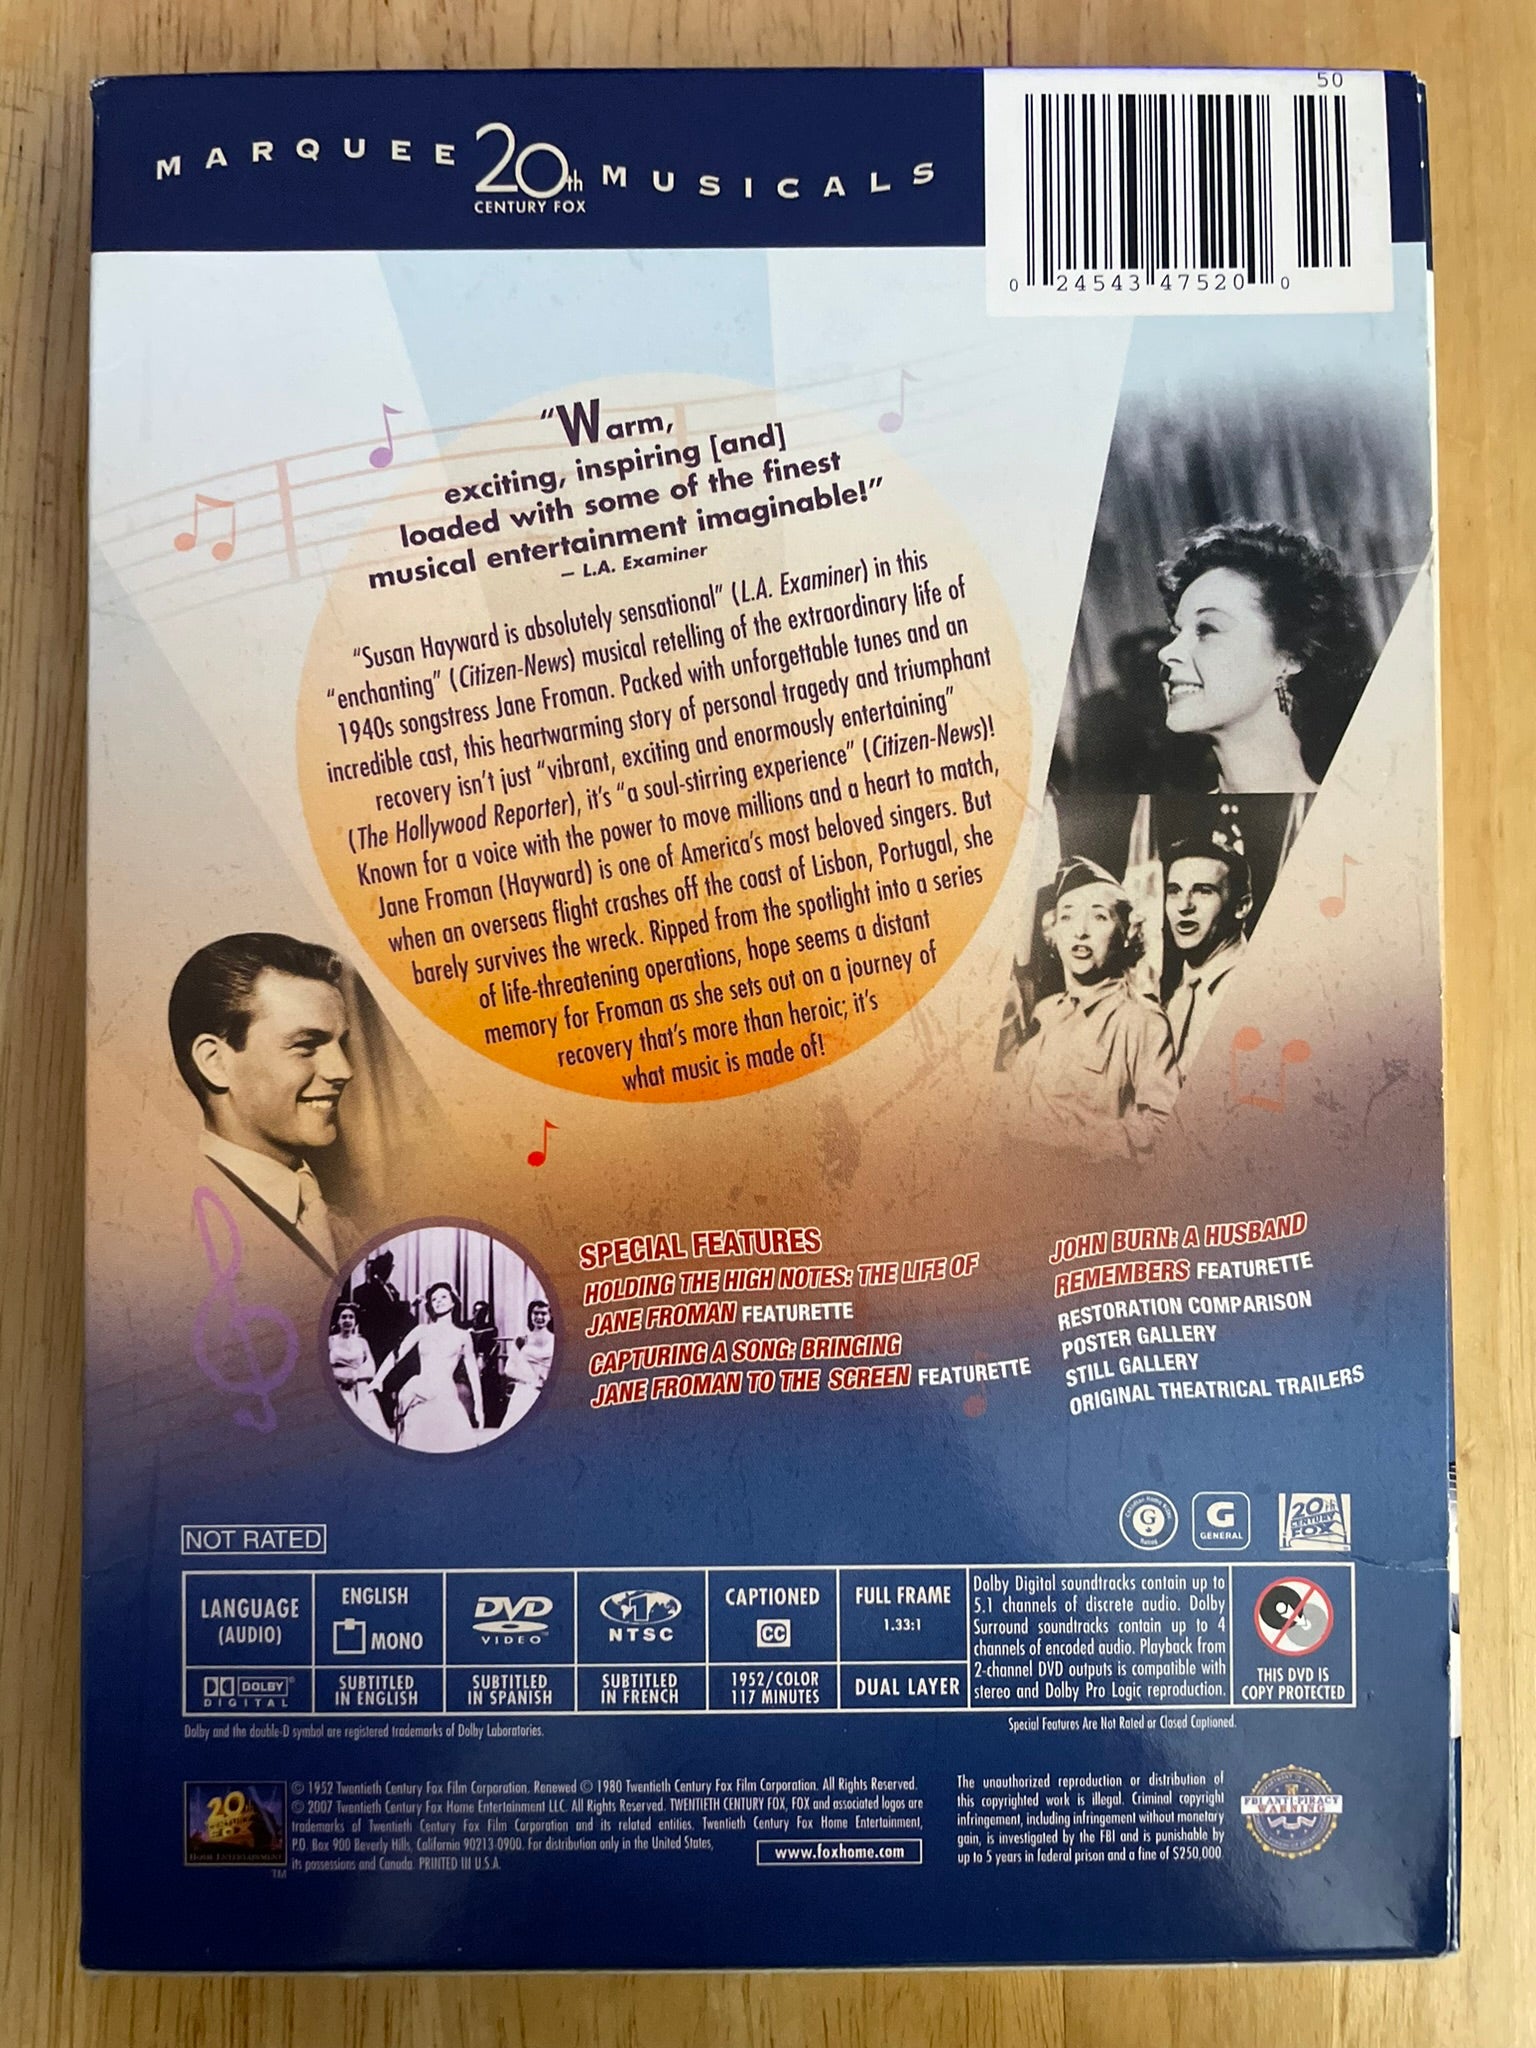 MARQUEE 20th CENTURY FOX MUSICALS
50
0 24543 47520 0
“Warm,
exciting, inspiring [and]
loaded with some of the finest
musical entertainment imaginable!”
– L.A. Examiner
“Susan Hayward is absolutely sensational” (L.A. Examiner) in this
“enchanting” (Citizen-News) musical retelling of the extraordinary life of
1940s songstress Jane Froman. Packed with unforgettable tunes and an
incredible cast, this heartwarming story of personal tragedy and triumphant
recovery isn’t just “vibrant, exciting and enormously entertaining”
(The Hollywood Reporter), it’s “a soul-stirring experience” (Citizen-News)!
Known for a voice with the power to move millions and a heart to match,
Jane Froman (Hayward) is one of America’s most beloved singers. But
when an overseas flight crashes off the coast of Lisbon, Portugal, she
barely survives the wreck. Ripped from the spotlight into a series
of life-threatening operations, hope seems a distant
memory for Froman as she sets out on a journey of
recovery that’s more than heroic; it’s
what music is made of!
SPECIAL FEATURES
HOLDING THE HIGH NOTES: THE LIFE OF
JANE FROMAN FEATURETTE
CAPTURING A SONG: BRINGING
JANE FROMAN TO THE SCREEN FEATURETTE
JOHN BURN: A HUSBAND
REMEMBERS FEATURETTE
RESTORATION COMPARISON
POSTER GALLERY
STILL GALLERY
ORIGINAL THEATRICAL TRAILERS
NOT RATED
G
G
GENERAL
20th
CENTURY
FOX
LANGUAGE
(AUDIO)
ENGLISH
MONO
DVD
VIDEO
1
NTSC
CAPTIONED
CC
FULL FRAME
1.33:1
DOLBY
DIGITAL
SUBTITLED
IN ENGLISH
SUBTITLED
IN SPANISH
SUBTITLED
IN FRENCH
1952/COLOR
117 MINUTES
DUAL LAYER
Dolby Digital soundtracks contain up to
5.1 channels of discrete audio. Dolby
Surround soundtracks contain up to 4
channels of encoded audio. Playback from
2-channel DVD outputs is compatible with
stereo and Dolby Pro Logic reproduction.
THIS DVD IS
COPY PROTECTED
Dolby and the double-D symbol are registered trademarks of Dolby Laboratories.
Special Features Are Not Rated or Closed Captioned.
20th
HOME ENTERTAINMENT
TM
© 1952 Twentieth Century Fox Film Corporation. Renewed © 1980 Twentieth Century Fox Film Corporation. All Rights Reserved.
© 2007 Twentieth Century Fox Home Entertainment LLC. All Rights Reserved. TWENTIETH CENTURY FOX, FOX and associated logos are
trademarks of Twentieth Century Fox Film Corporation and its related entities. Twentieth Century Fox Home Entertainment,
P.O. Box 900 Beverly Hills, California 90213-0900. For distribution only in the United States,
its possessions and Canada. PRINTED IN U.S.A.
www.foxhome.com
The unauthorized reproduction or distribution of
this copyrighted work is illegal. Criminal copyright
infringement, including infringement without monetary
gain, is investigated by the FBI and is punishable by
up to 5 years in federal prison and a fine of $250,000.
FBI ANTI-PIRACY
WARNING